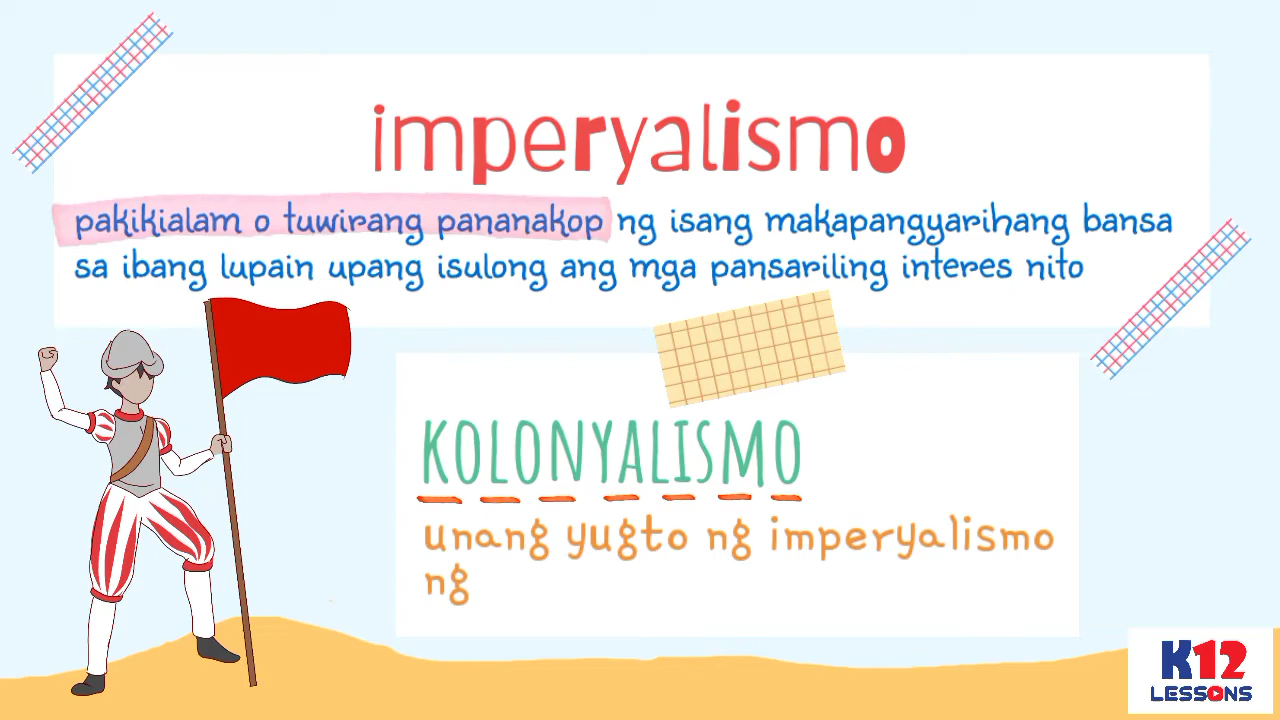 imperyalismo
pakikialam o tuwirang pananakop ng isang makapangyarihang bansa
sa ibang lupain upang isulong ang mga pansariling interes nito
KOLONYALISMO
unang yugto ng imperyalismo
ng
K12
LESSONS